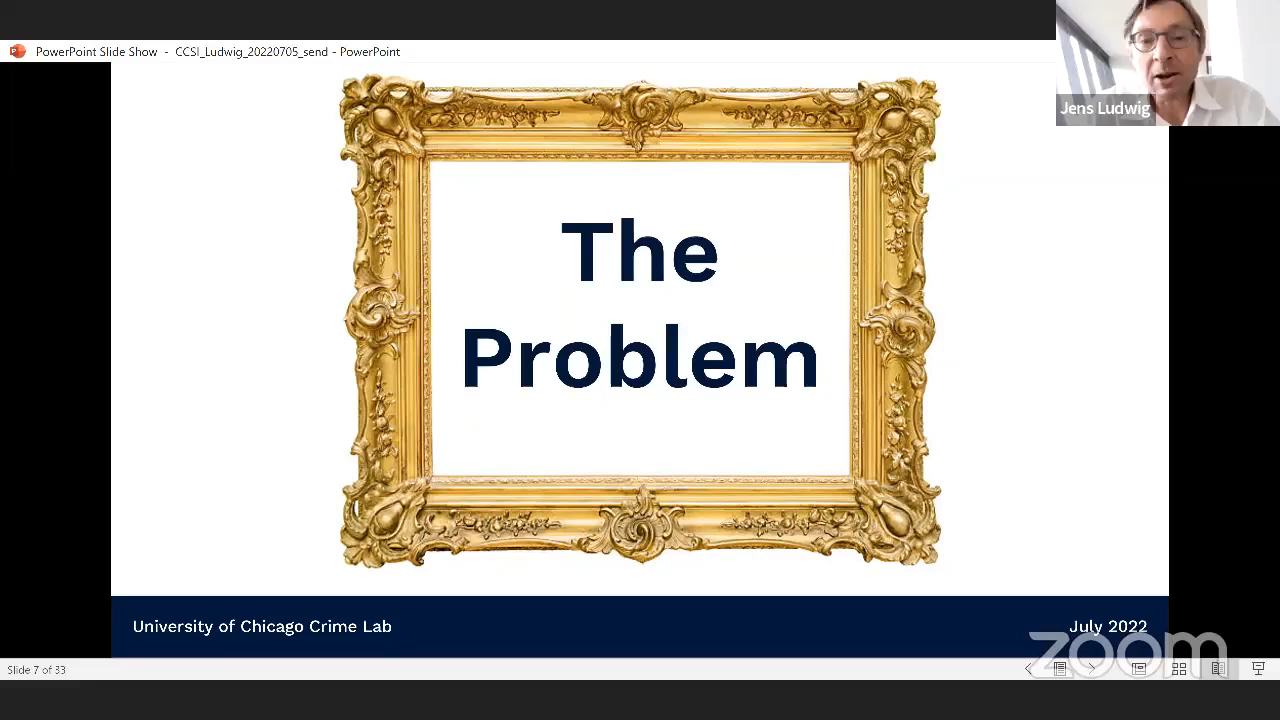 PowerPoint Slide Show - CCSI_Ludwig_20220705_send - PowerPoint
Jens Ludwig
The
Problem
University of Chicago Crime Lab
July 2022
zoom
Slide 7 of 33